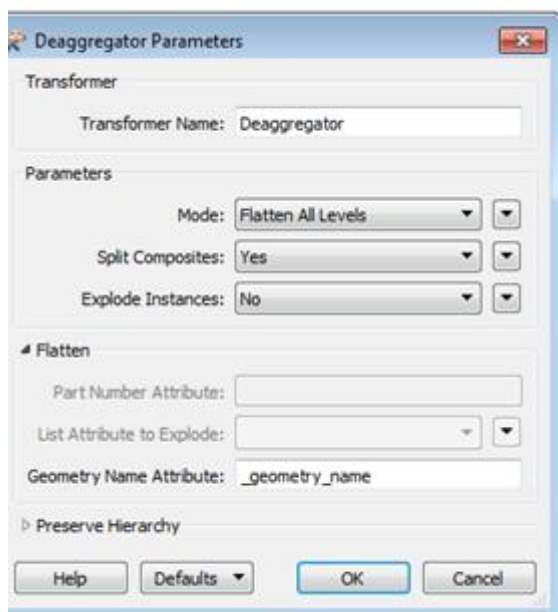 Deaggregator Parameters
Transformer
Transformer Name: Deaggregator
Parameters
Mode: Flatten All Levels
Split Composites: Yes
Explode Instances: No
Flatten
Part Number Attribute:
List Attribute to Explode:
Geometry Name Attribute: _geometry_name
Preserve Hierarchy
Help Defaults OK Cancel